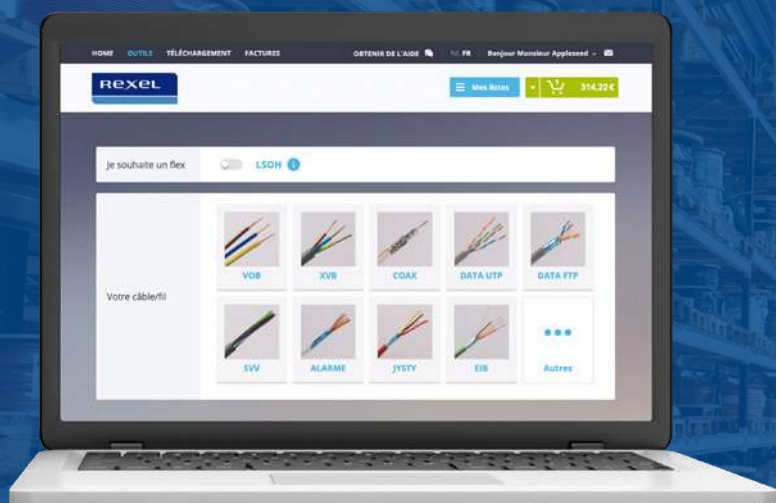 HOME OUTILS TÉLÉCHARGEMENT FACTURES OBTENIR DE L'AIDE NL FR Bonjour Monsieur Appleseed
Rexel
Mes listes 314,22€
Je souhaite un flex LSOH
Votre câble/fil
VOB XVB COAX DATA UTP DATA FTP
SVV ALARME JYSTY EIB Autres